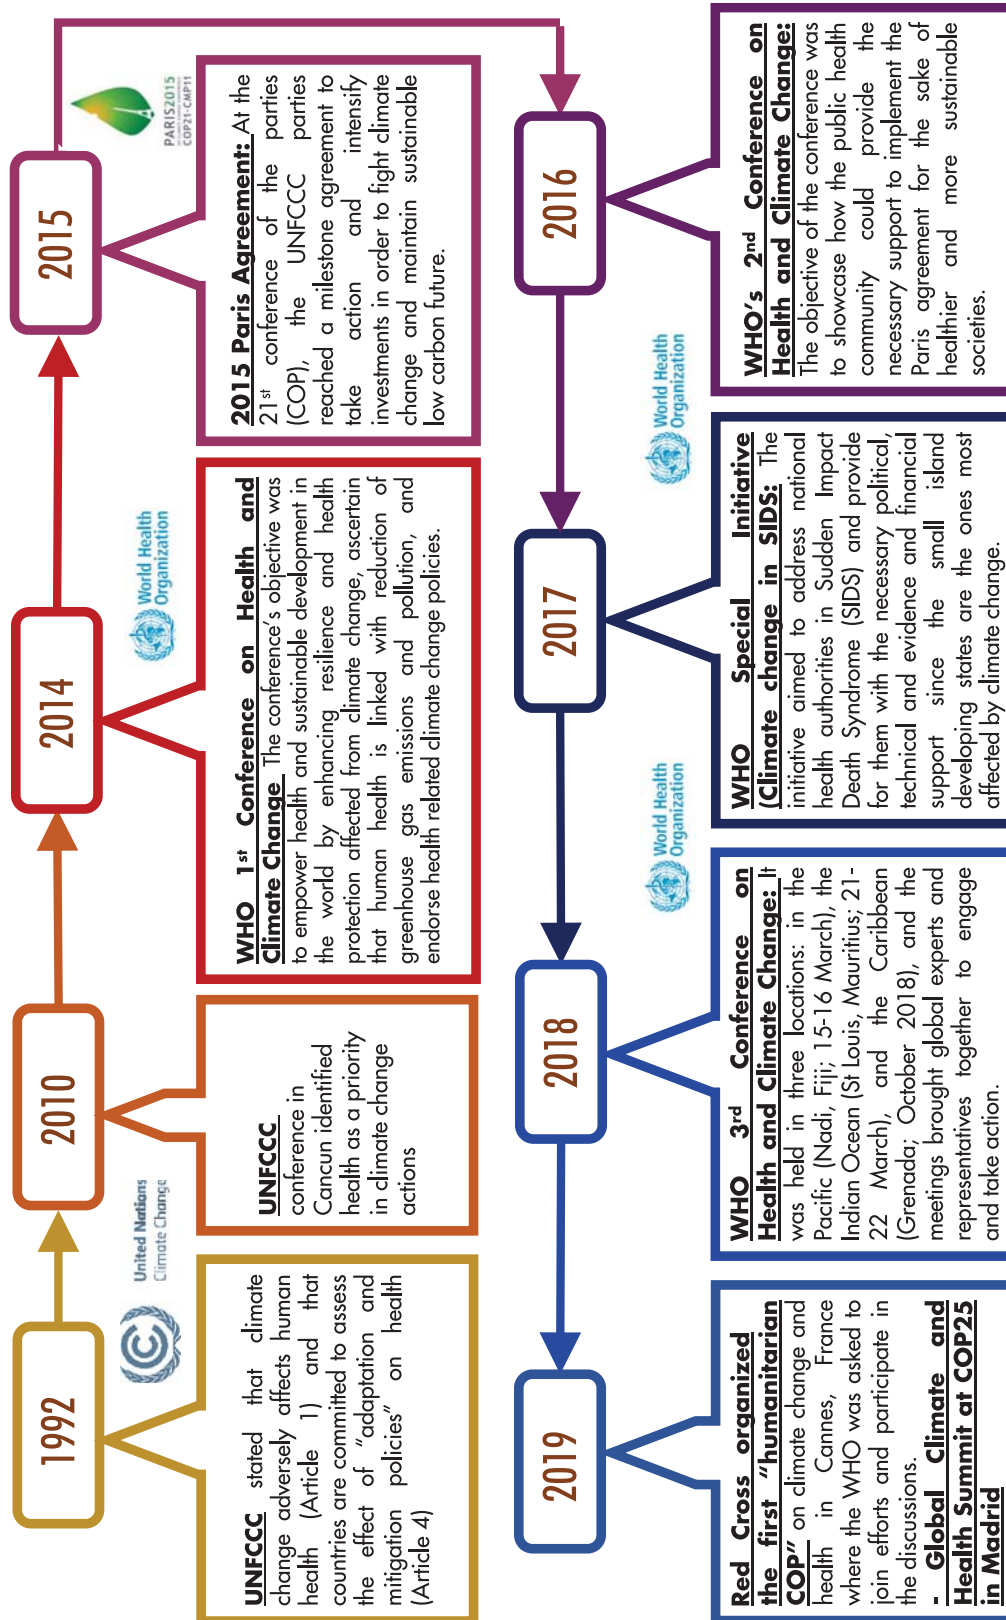 1992
United Nations
Climate Change
UNFCCC stated that climate
change adversely affects human
health (Article 1) and that
countries are committed to assess
the effect of "adaptation and
mitigation policies" on health
(Article 4)
2010
UNFCCC
conference in
Cancun identified
health as a priority
in climate change
actions
2014
World Health
Organization
WHO 1st Conference on Health and
Climate Change The conference's objective was
to empower health and sustainable development in
the world by enhancing resilience and health
protection affected from climate change, ascertain
that human health is linked with reduction of
greenhouse gas emissions and pollution, and
endorse health related climate change policies.
2015
PARIS2015
COP21-CMP11
2015 Paris Agreement: At the
21st conference of the parties
(COP), the UNFCCC parties
reached a milestone agreement to
take action and intensify
investments in order to fight climate
change and maintain sustainable
low carbon future.
2016
World Health
Organization
WHO's 2nd Conference on
Health and Climate Change:
The objective of the conference was
to showcase how the public health
community could provide the
necessary support to implement the
Paris agreement for the sake of
healthier and more sustainable
societies.
2017
World Health
Organization
WHO Special Initiative
(Climate change in SIDS: The
initiative aimed to address national
health authorities in Sudden Impact
Death Syndrome (SIDS) and provide
for them with the necessary political,
technical and evidence and financial
support since the small island
developing states are the ones most
affected by climate change.
2018
WHO 3rd Conference on
Health and Climate Change: It
was held in three locations: in the
Pacific (Nadi, Fiji; 15-16 March), the
Indian Ocean (St Louis, Mauritius; 21-
22 March), and the Caribbean
(Grenada; October 2018), and the
meetings brought global experts and
representatives together to engage
and take action.
2019
Red Cross organized
the first "humanitarian
COP" on climate change and
health in Cannes, France
where the WHO was asked to
join efforts and participate in
the discussions.
- Global Climate and
Health Summit at COP25
in Madrid